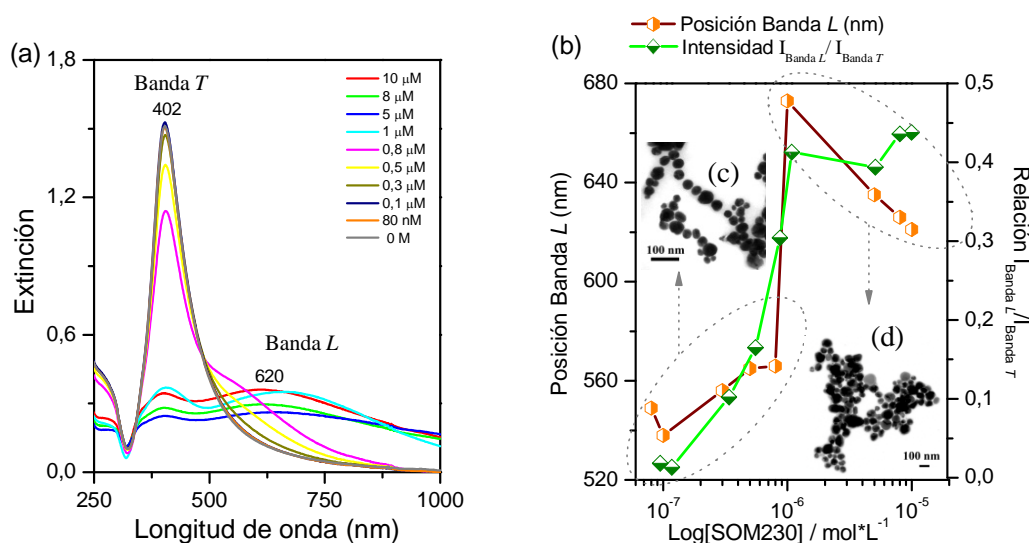 (a)
Extinción
1,8
1,2
0,6
0,0
Banda T
402
Banda L
620
10 μM
8 μM
5 μM
1 μM
0,8 μM
0,5 μM
0,3 μM
0,1 μM
80 nM
0 M
250 500 750 1000
Longitud de onda (nm)
(b)
Posición Banda L (nm)
Intensidad I Banda L / I Banda T
Posición Banda L (nm)
680
640
600
560
520
(c)
100 nm
(d)
100 nm
0,5
0,4
0,3
0,2
0,1
0,0
Relación I Banda L /I Banda T
10⁻⁷ 10⁻⁶ 10⁻⁵
Log[SOM230] / mol*L⁻¹